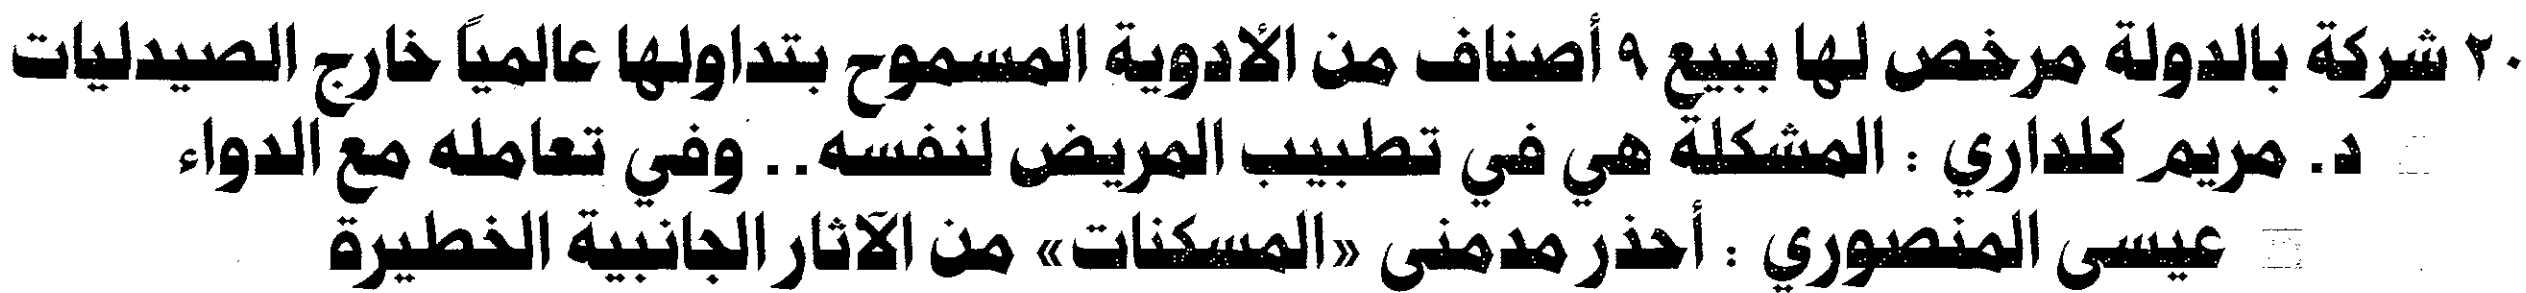 ٢٠ شركة بالدولة مرخص لها ببيع ٩ أصناف من الأدوية المسموح بتداولها عالمياً خارج الصيدليات
د. مريم كلداري : المشكلة هي في تطبيب المريض لنفسه .. وفي تعامله مع الدواء
عيسى المنصوري : أحذر مدمنى «المسكنات» من الآثار الجانبية الخطيرة